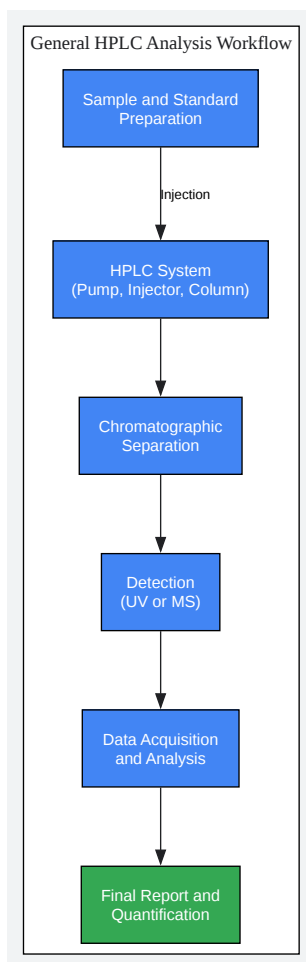 General HPLC Analysis Workflow
Sample and Standard
Preparation
Injection
HPLC System
(Pump, Injector, Column)
Chromatographic
Separation
Detection
(UV or MS)
Data Acquisition
and Analysis
Final Report and
Quantification